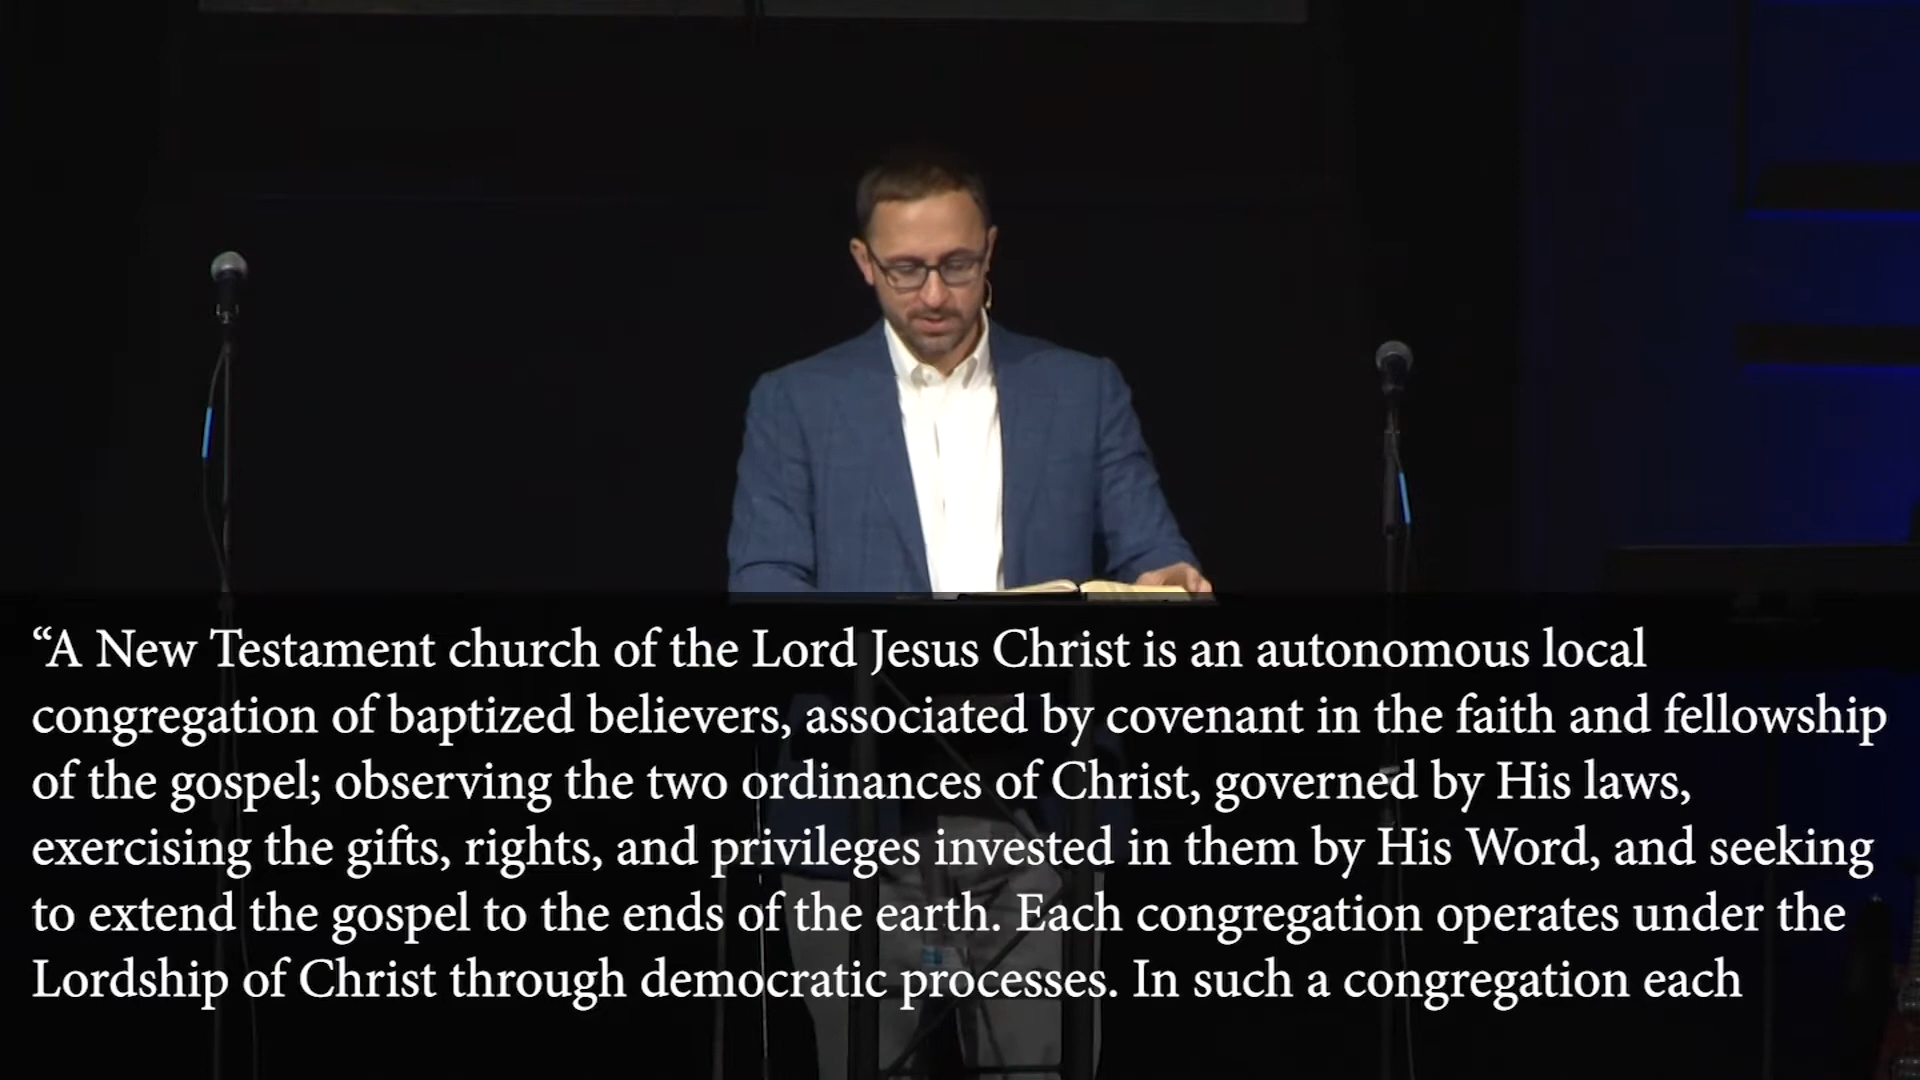 “A New Testament church of the Lord Jesus Christ is an autonomous local
congregation of baptized believers, associated by covenant in the faith and fellowship
of the gospel; observing the two ordinances of Christ, governed by His laws,
exercising the gifts, rights, and privileges invested in them by His Word, and seeking
to extend the gospel to the ends of the earth. Each congregation operates under the
Lordship of Christ through democratic processes. In such a congregation each